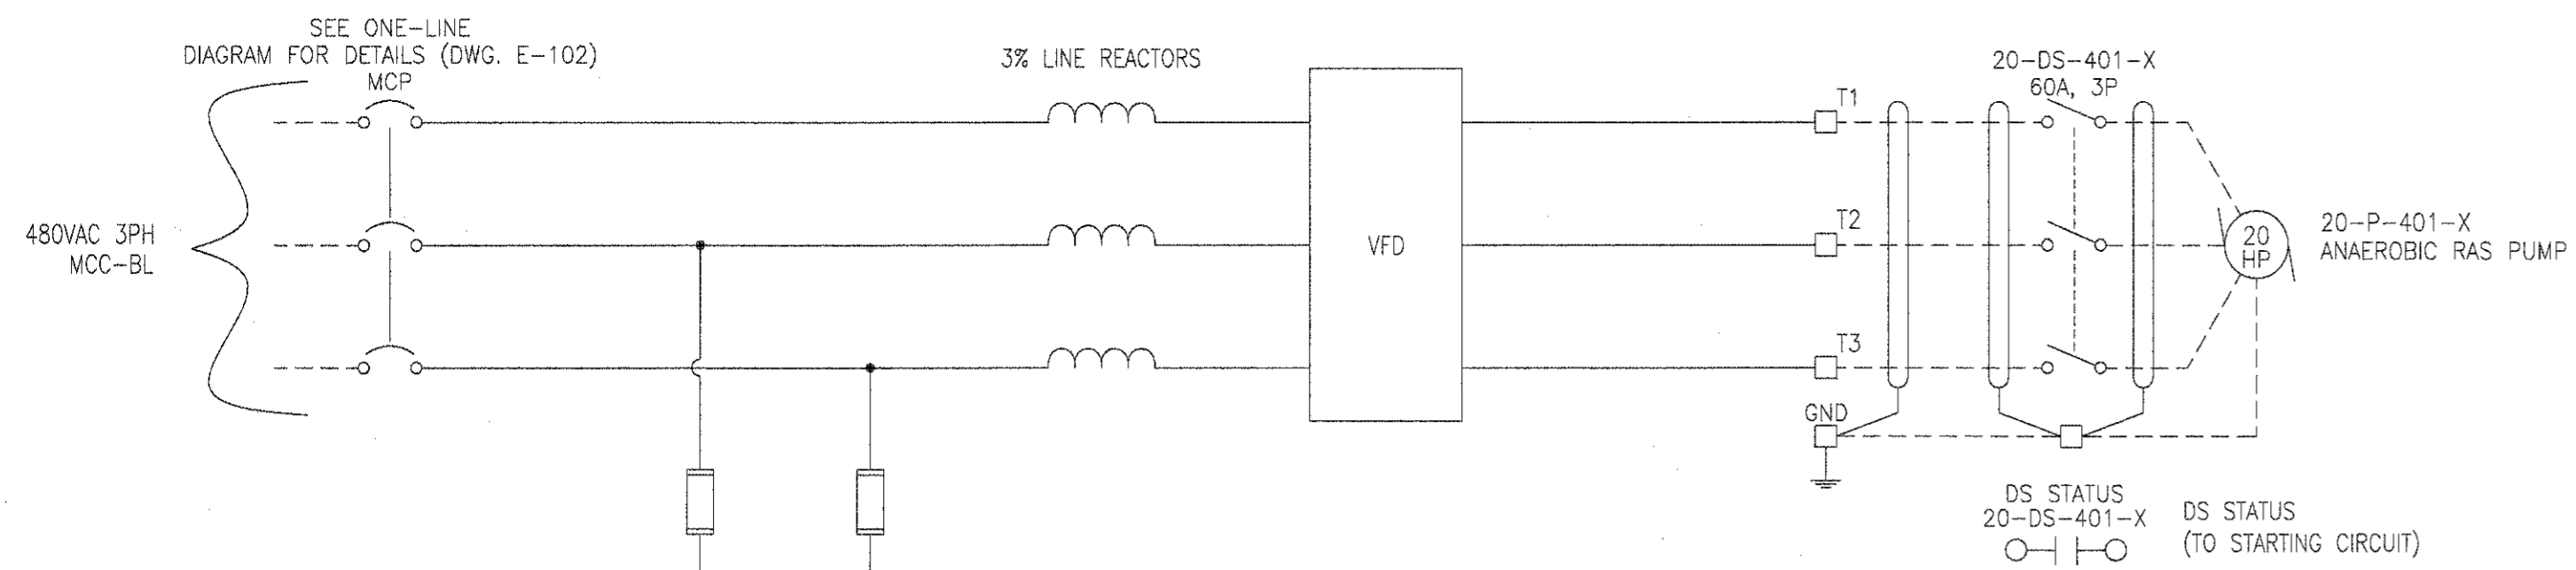 SEE ONE-LINE
DIAGRAM FOR DETAILS (DWG. E-102)
MCP
3% LINE REACTORS
20-DS-401-X
60A, 3P
T1
480VAC 3PH
MCC-BL
VFD
T2
20
HP
20-P-401-X
ANAEROBIC RAS PUMP
T3
GND
DS STATUS
20-DS-401-X
DS STATUS
(TO STARTING CIRCUIT)